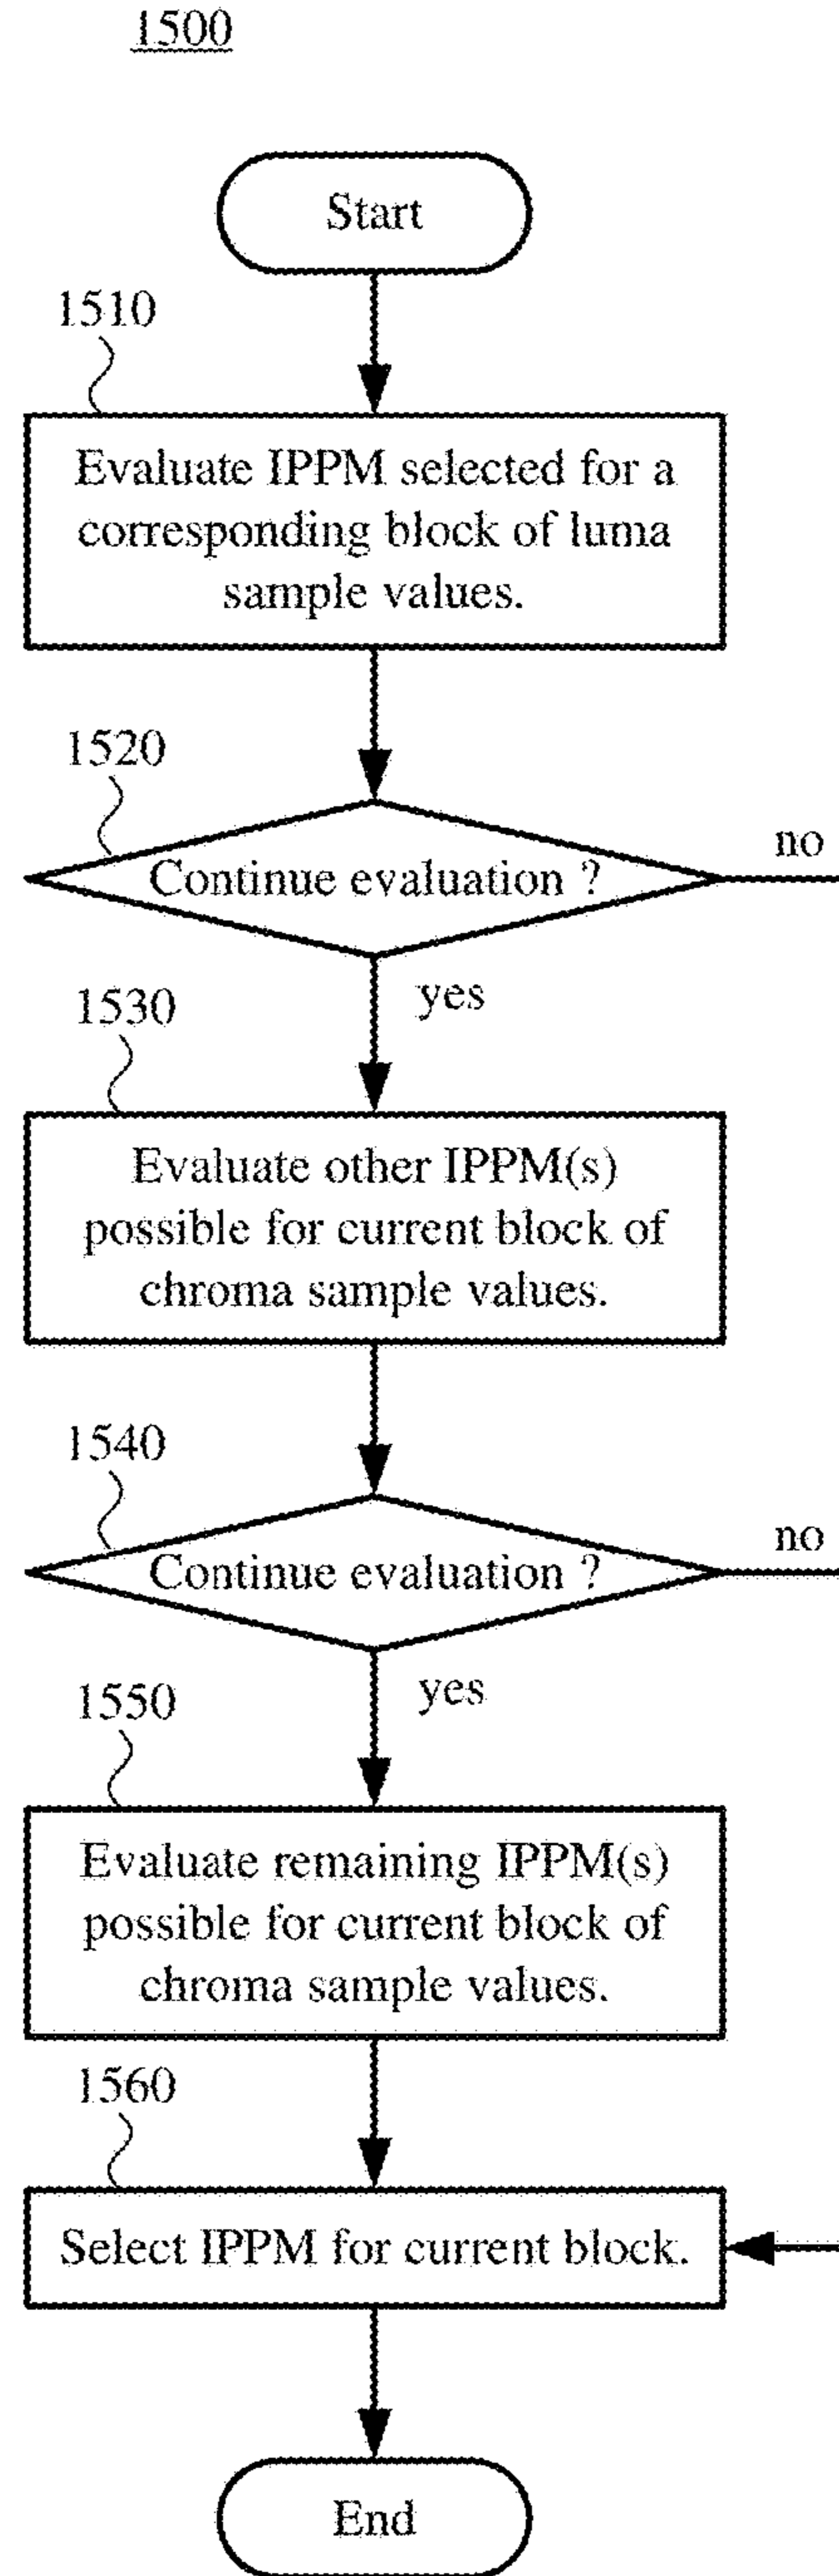 1500
Start
1510
Evaluate IPPM selected for a
corresponding block of luma
sample values.
1520
Continue evaluation ?
no
yes
1530
Evaluate other IPPM(s)
possible for current block of
chroma sample values.
1540
Continue evaluation ?
no
yes
1550
Evaluate remaining IPPM(s)
possible for current block of
chroma sample values.
1560
Select IPPM for current block.
End